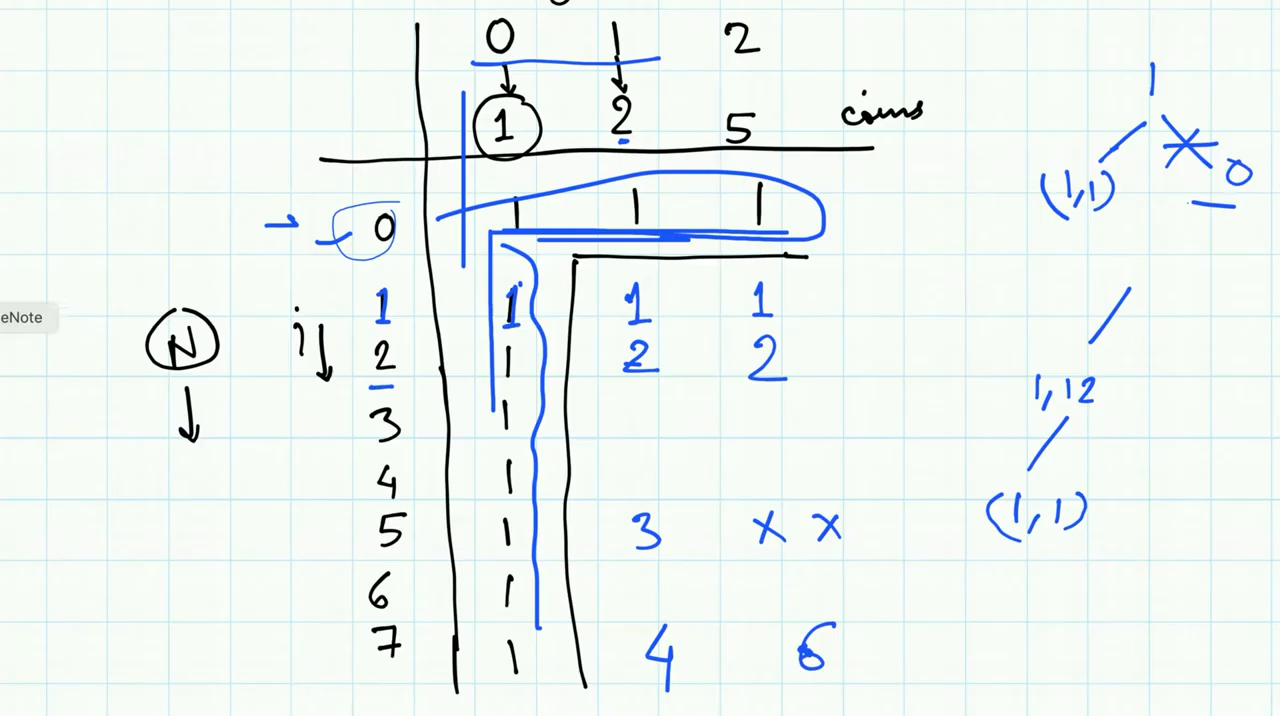 0 1 2
1 2 5 coins
1
(1,1) 0
0 1 1 1
eNote
N i 1 1 1 1
2 1 2 2
3 1
1,12
4 1
(1,1)
5 1 3 x x
6 1
7 1 4 6